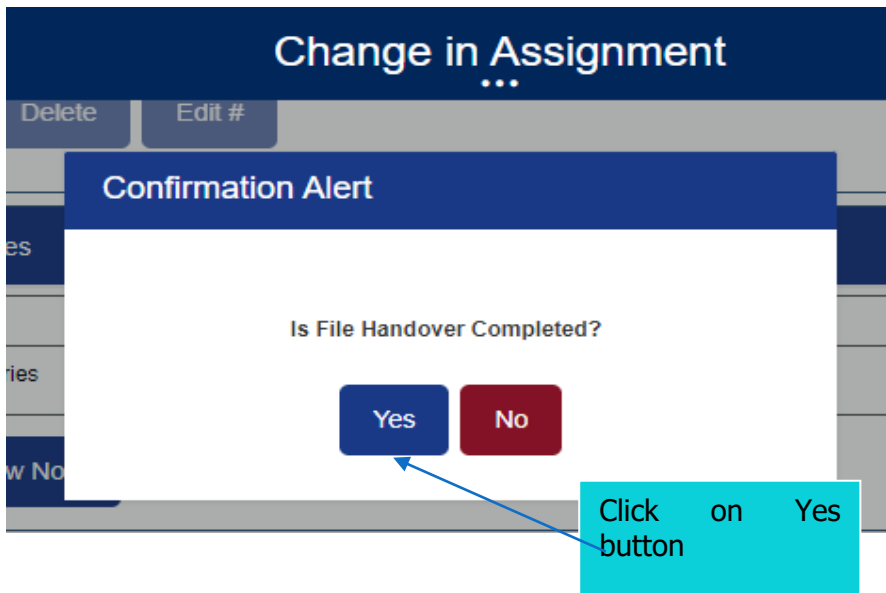 Change in Assignment
Delete Edit #
Confirmation Alert
es
Is File Handover Completed?
ries
Yes No
w No
Click on Yes
button